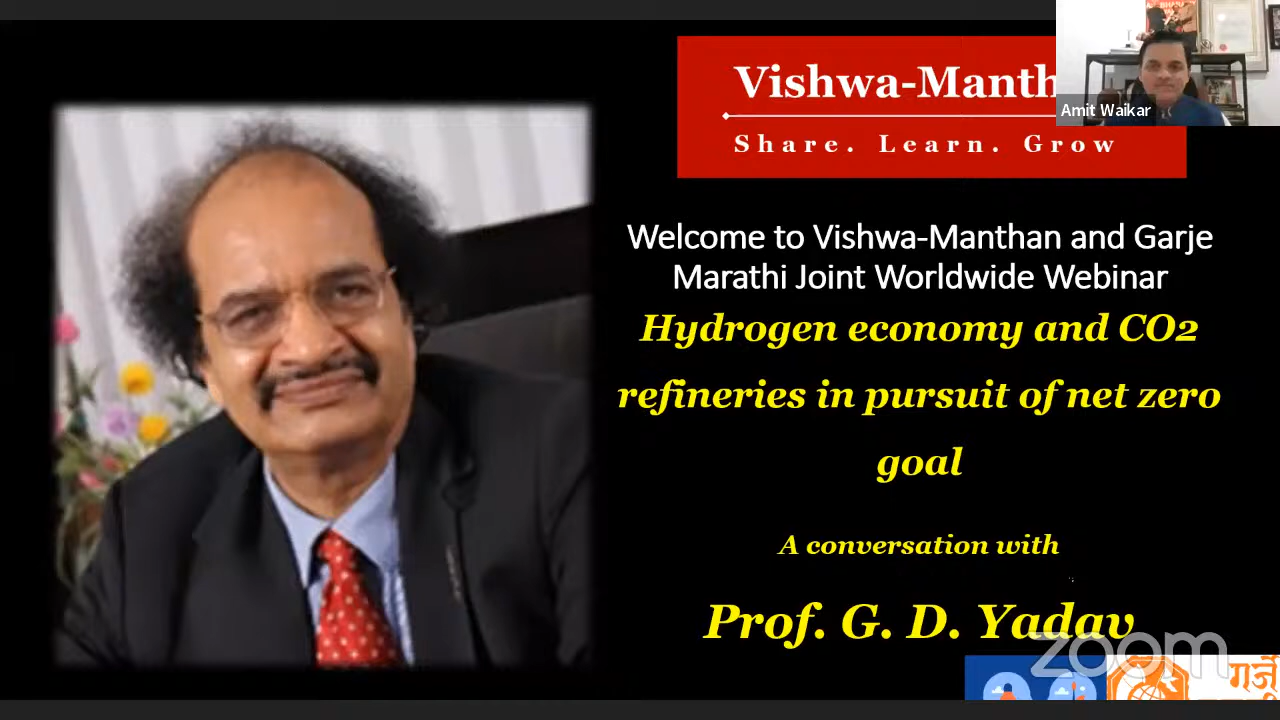 Vishwa-Manth
Amit Waikar
Share. Learn. Grow
Welcome to Vishwa-Manthan and Garje
Marathi Joint Worldwide Webinar
Hydrogen economy and CO2
refineries in pursuit of net zero
goal
A conversation with
Prof. G. D. Yadav
zoom
गर्जे